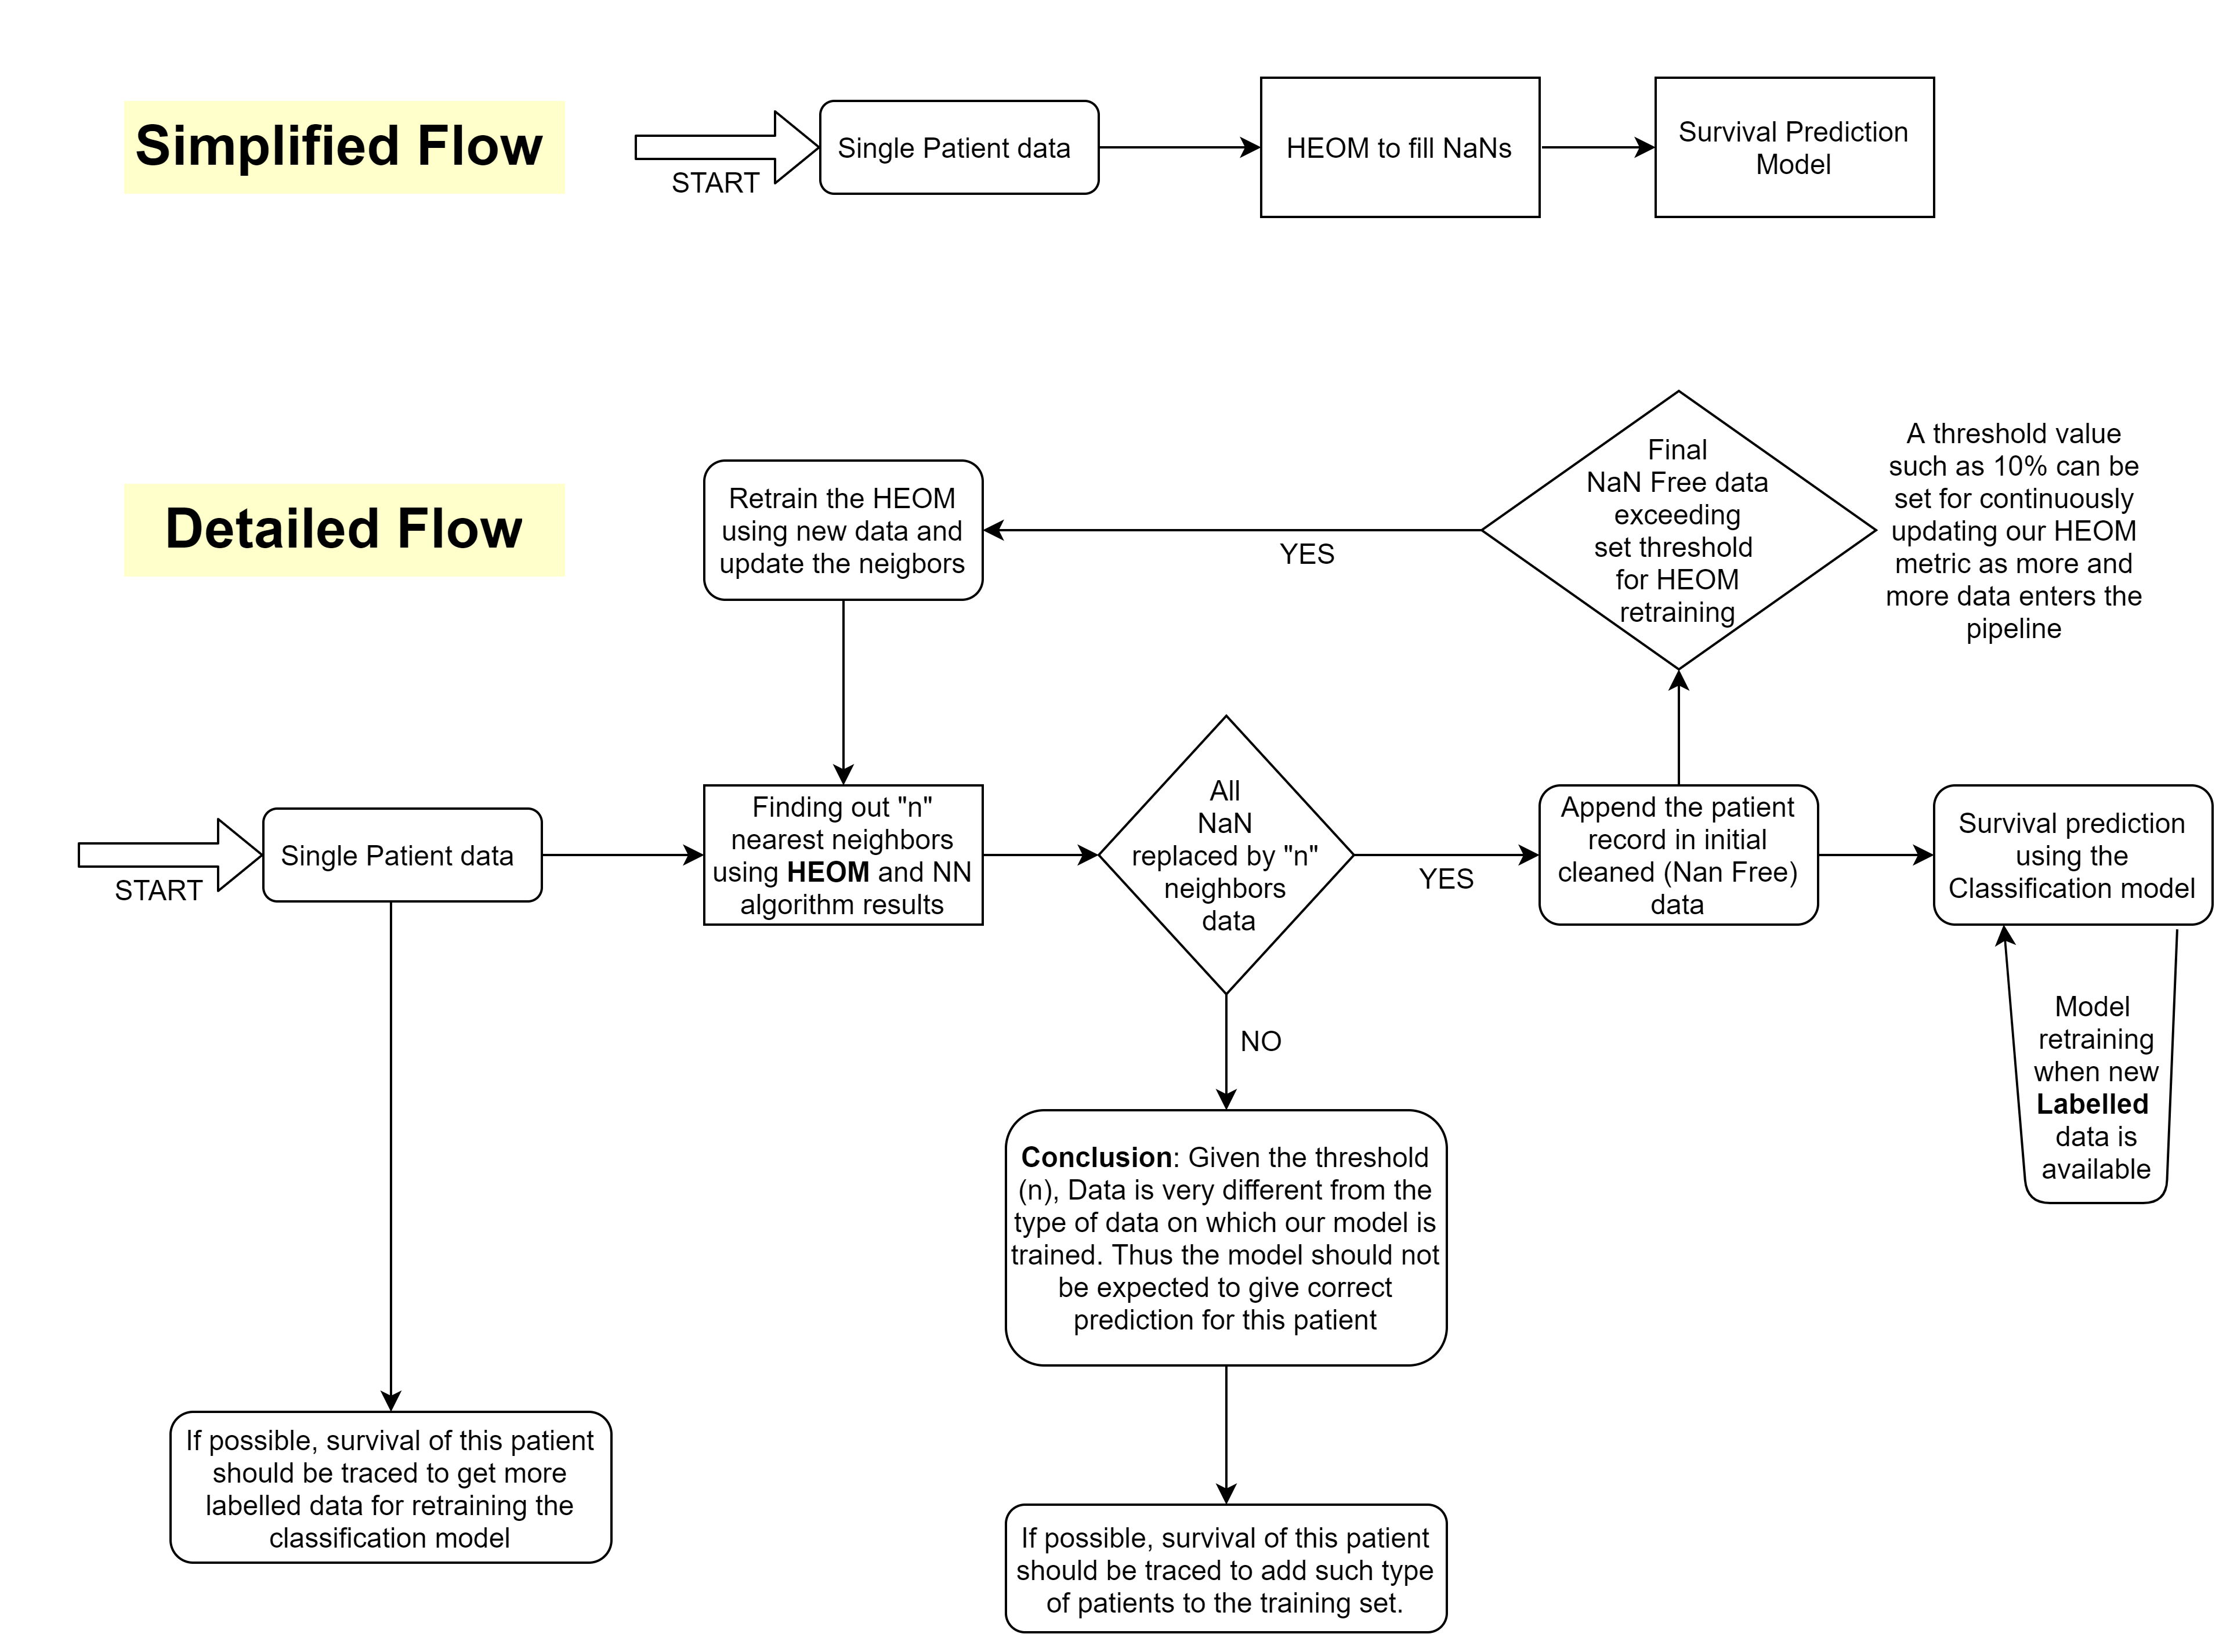 Simplified Flow
START
Single Patient data
HEOM to fill NaNs
Survival Prediction
Model
Detailed Flow
Retrain the HEOM
using new data and
update the neigbors
YES
Final
NaN Free data
exceeding
set threshold
for HEOM
retraining
A threshold value
such as 10% can be
set for continuously
updating our HEOM
metric as more and
more data enters the
pipeline
START
Single Patient data
Finding out "n"
nearest neighbors
using HEOM and NN
algorithm results
All
NaN
replaced by "n"
neighbors
data
YES
Append the patient
record in initial
cleaned (Nan Free)
data
Survival prediction
using the
Classification model
NO
Model
retraining
when new
Labelled
data is
available
Conclusion: Given the threshold
(n), Data is very different from the
type of data on which our model is
trained. Thus the model should not
be expected to give correct
prediction for this patient
If possible, survival of this patient
should be traced to get more
labelled data for retraining the
classification model
If possible, survival of this patient
should be traced to add such type
of patients to the training set.